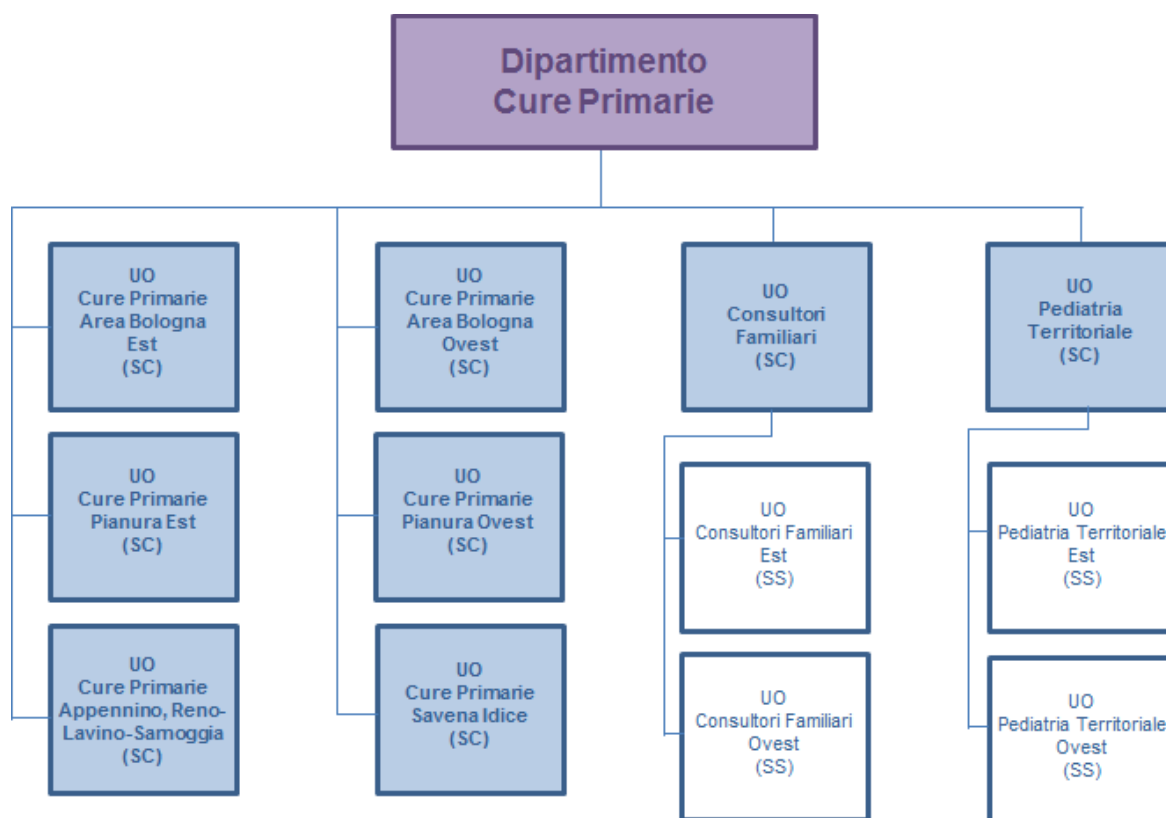 Dipartimento
Cure Primarie
UO
Cure Primarie
Area Bologna
Est
(SC)
UO
Cure Primarie
Area Bologna
Ovest
(SC)
UO
Consultori
Familiari
(SC)
UO
Pediatria
Territoriale
(SC)
UO
Cure Primarie
Pianura Est
(SC)
UO
Cure Primarie
Pianura Ovest
(SC)
UO
Consultori Familiari
Est
(SS)
UO
Pediatria Territoriale
Est
(SS)
UO
Cure Primarie
Appennino, Reno-
Lavino-Samoggia
(SC)
UO
Cure Primarie
Savena Idice
(SC)
UO
Consultori Familiari
Ovest
(SS)
UO
Pediatria Territoriale
Ovest
(SS)